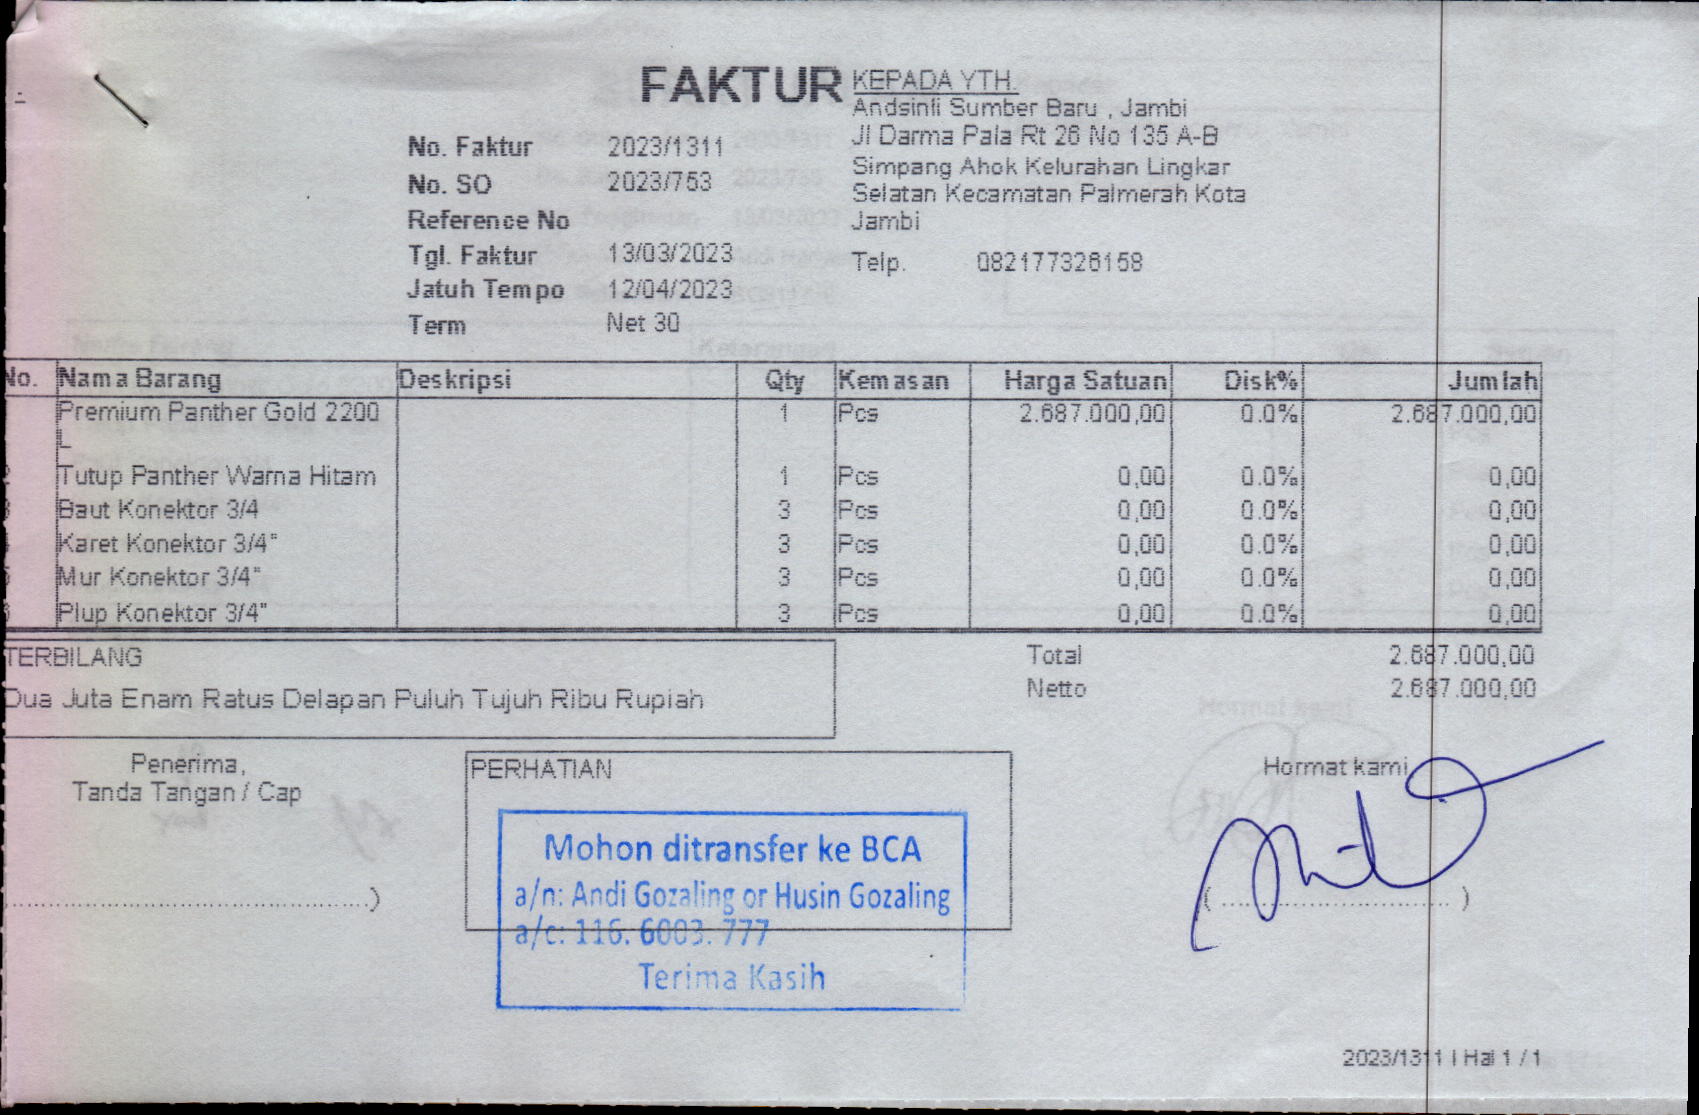 FAKTUR
KEPADA YTH.
Andsinli Sumber Baru , Jambi
Jl Darma Pala Rt 26 No 135 A-B
Simpang Ahok Kelurahan Lingkar
Selatan Kecamatan Palmerah Kota
Jambi
Telp. 082177326158
No. Faktur 2023/1311
No. SO 2023/753
Reference No
Tgl. Faktur 13/03/2023
Jatuh Tempo 12/04/2023
Term Net 30
No. Nama Barang Deskripsi Qty Kemasan Harga Satuan Disk% Jumlah
Premium Panther Gold 2200 1 Pcs 2.687.000,00 0.0% 2.687.000,00
L
Tutup Panther Warna Hitam 1 Pcs 0,00 0.0% 0,00
Baut Konektor 3/4 3 Pcs 0,00 0.0% 0,00
Karet Konektor 3/4" 3 Pcs 0,00 0.0% 0,00
Mur Konektor 3/4" 3 Pcs 0,00 0.0% 0,00
Plup Konektor 3/4" 3 Pcs 0,00 0.0% 0,00
TERBILANG
Dua Juta Enam Ratus Delapan Puluh Tujuh Ribu Rupiah
Total 2.687.000,00
Netto 2.687.000,00
Penerima,
Tanda Tangan / Cap
PERHATIAN
Mohon ditransfer ke BCA
a/n: Andi Gozaling or Husin Gozaling
a/c: 116. 6003. 777
Terima Kasih
Hormat kami
2023/1311 | Hal 1 / 1